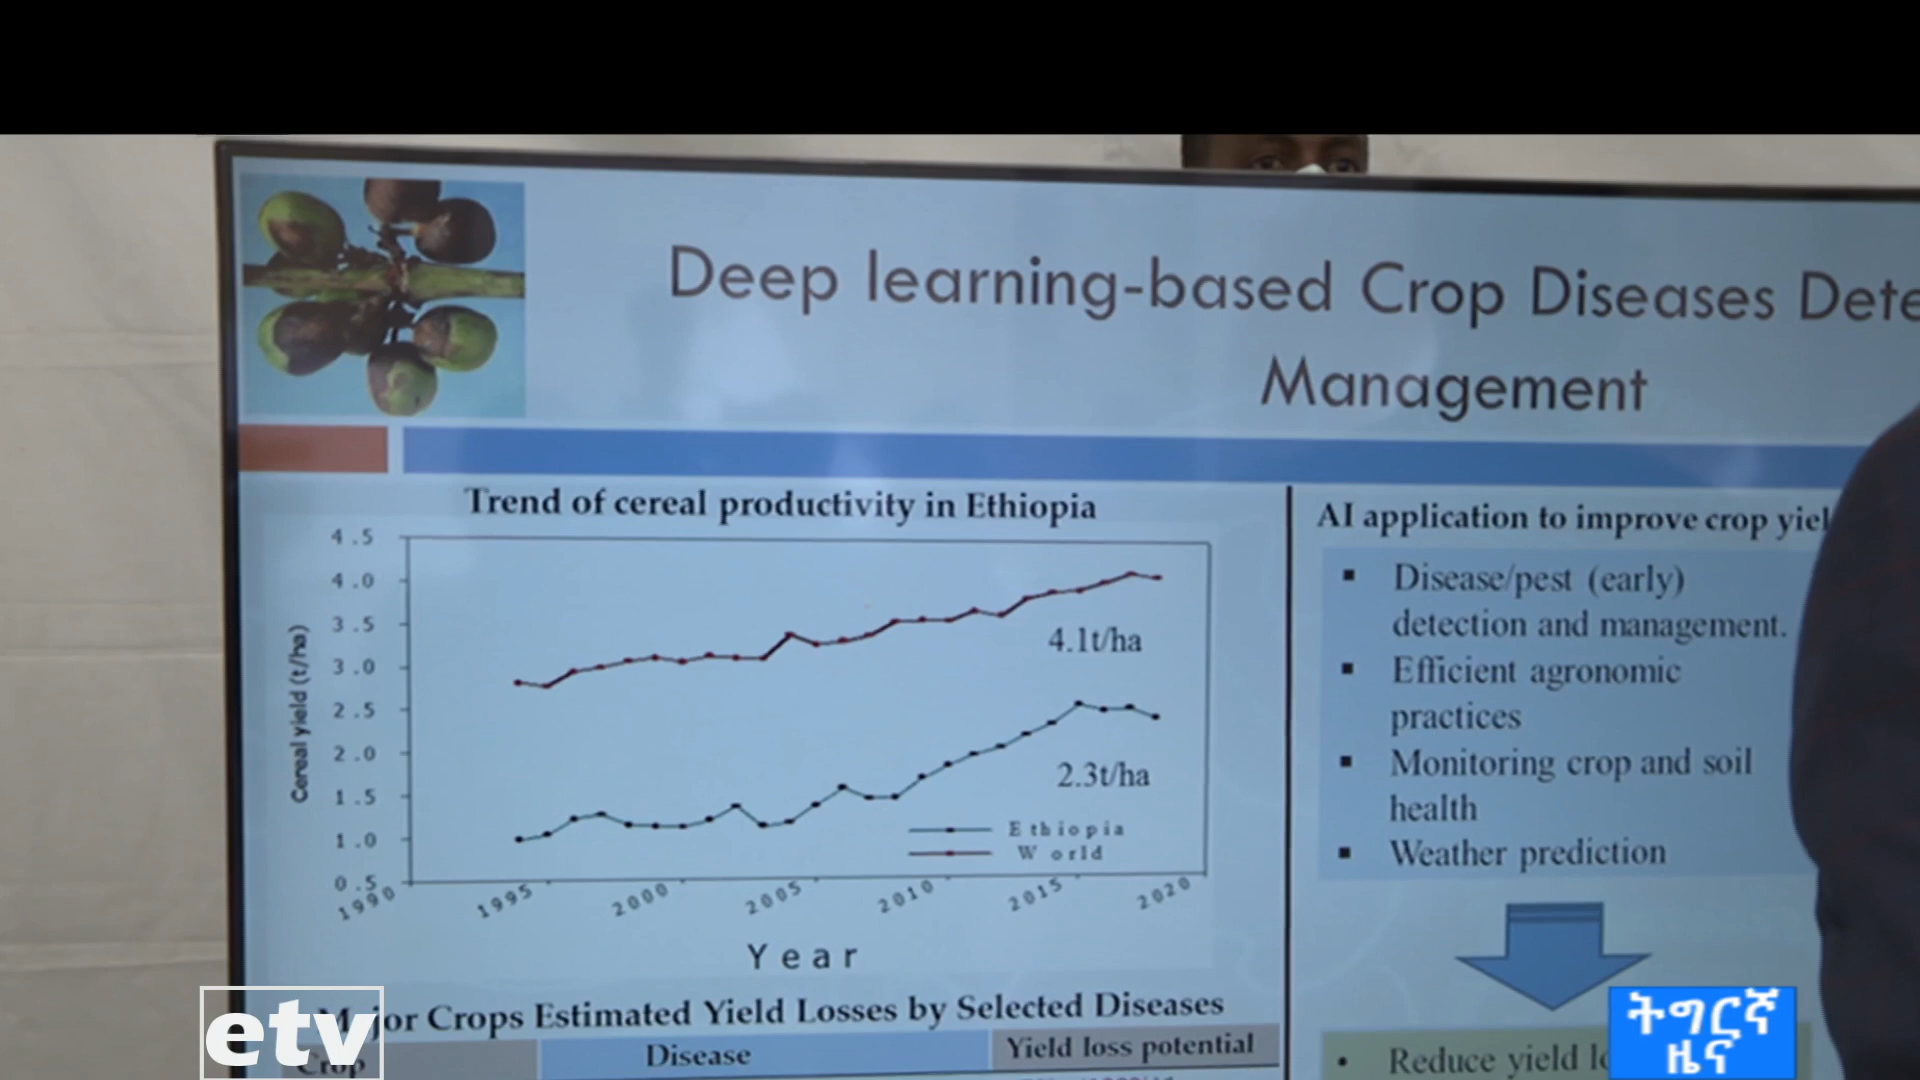 Deep learning-based Crop Diseases
Management
Trend of cereal productivity in Ethiopia
4.5
4.0
3.5
3.0
2.5
2.0
1.5
1.0
0.5
Cereal yield (t/ha)
4.1t/ha
2.3t/ha
Ethiopia
World
1990
1995
2000
2005
2010
2015
2020
Year
AI application to improve crop
▪ Disease/pest (early)
detection and management.
▪ Efficient agronomic
practices
▪ Monitoring crop and soil
health
▪ Weather prediction
Major Crops Estimated Yield Losses by Selected Diseases
Crop
Disease
Yield loss potential
• Reduce yield
etv
ትግርኛ
ዜና